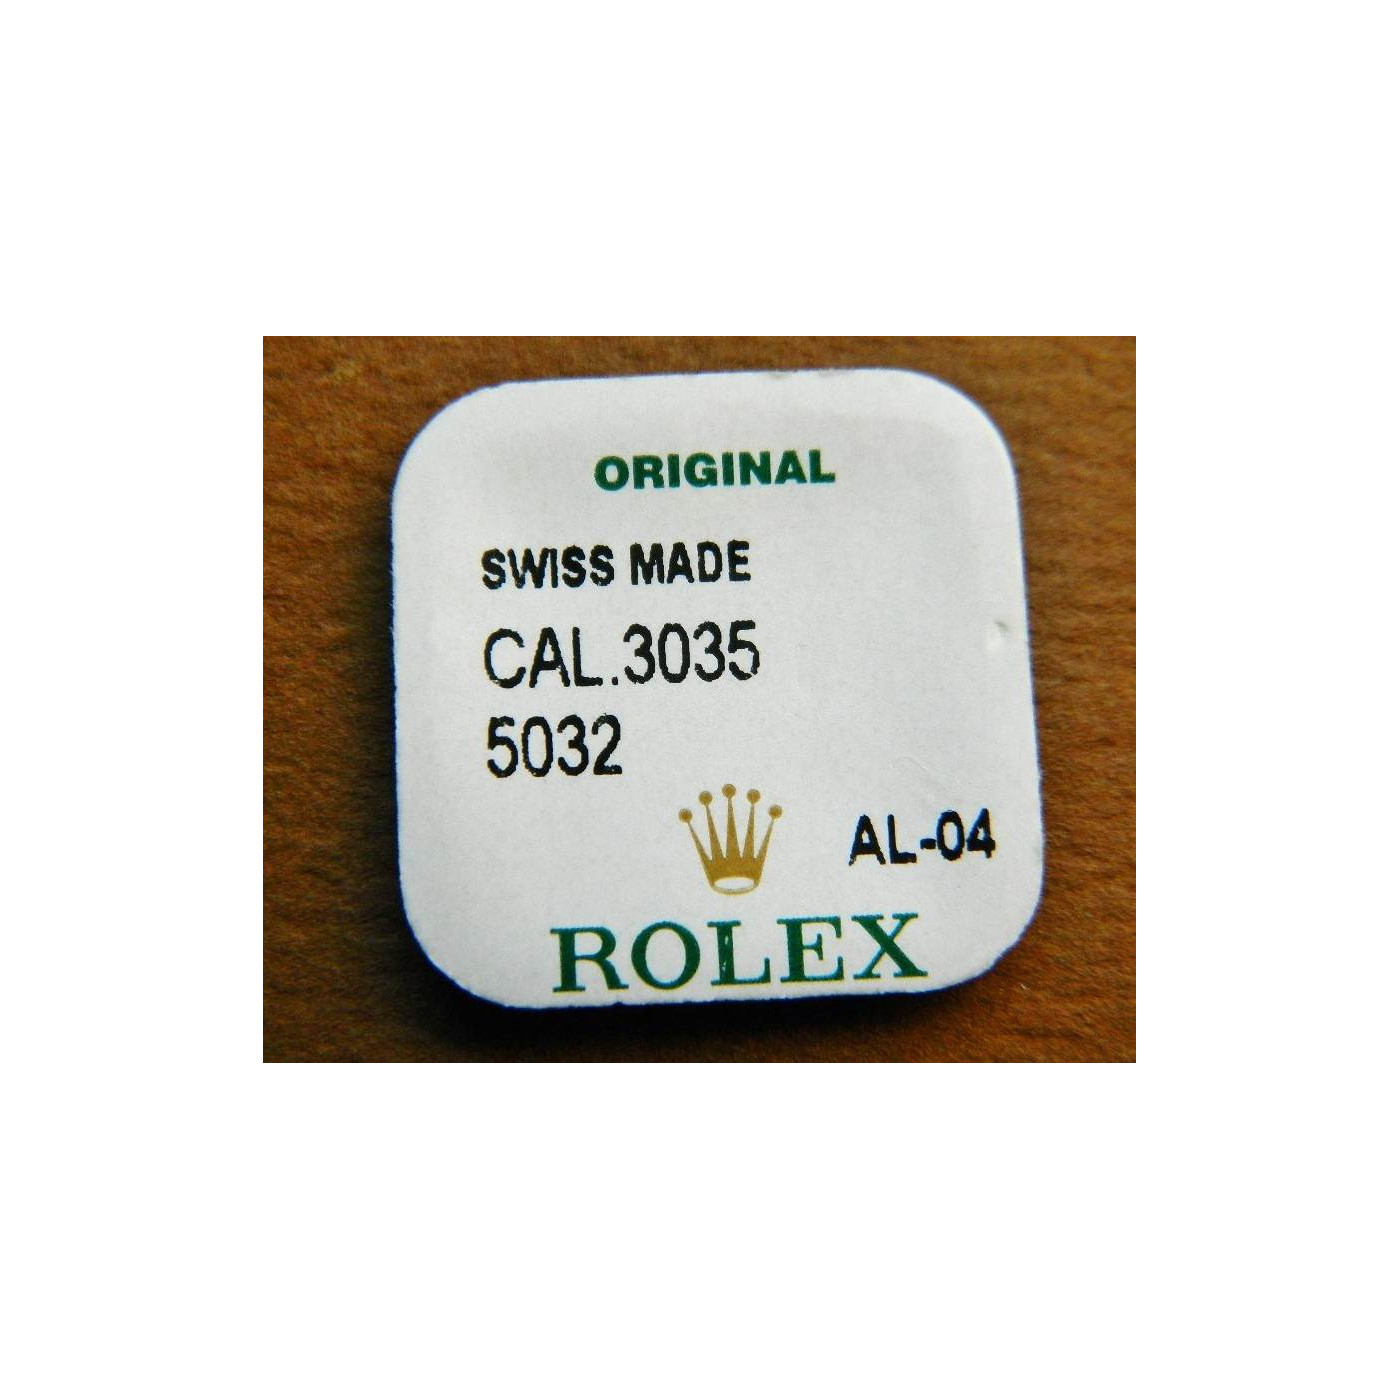 ORIGINAL
SWISS MADE
CAL.3035
5032
AL-04
ROLEX